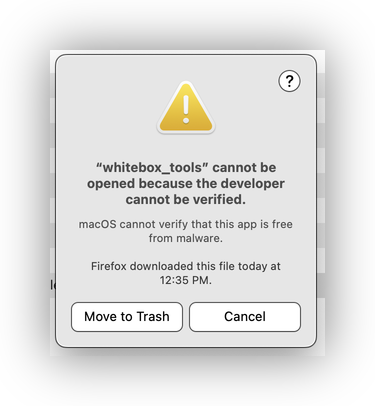 ?
“whitebox_tools” cannot be
opened because the developer
cannot be verified.
macOS cannot verify that this app is free
from malware.
Firefox downloaded this file today at
12:35 PM.
Move to Trash
Cancel